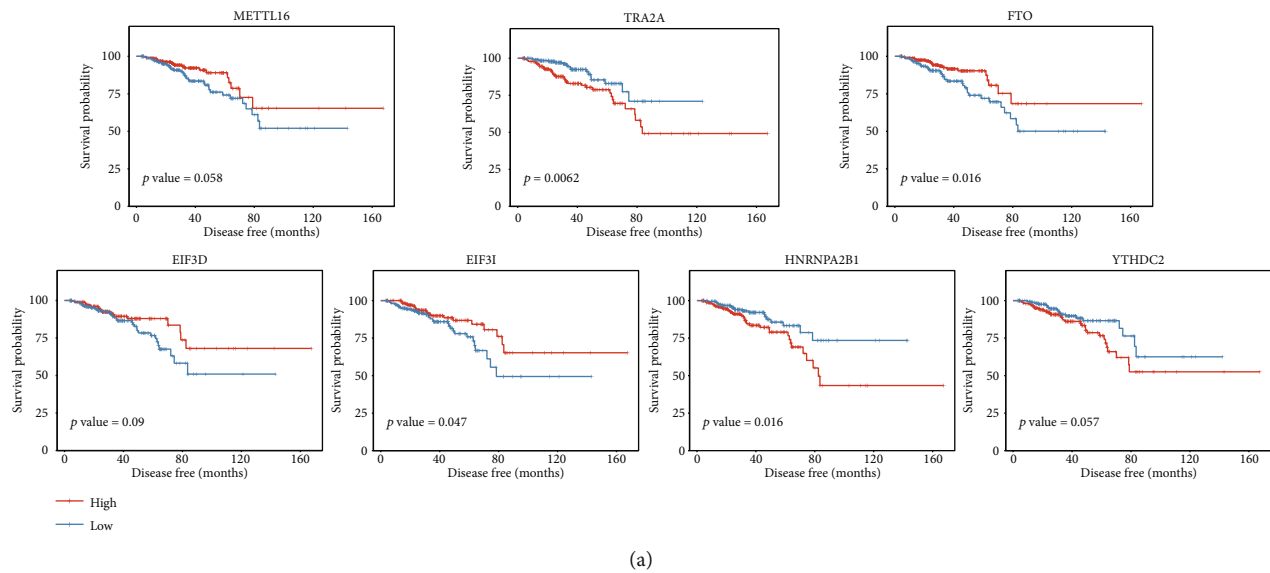 METTL16
Survival probability
100
75
50
25
0
p value = 0.058
0 40 80 120 160
Disease free (months)
TRA2A
Survival probability
100
75
50
25
0
p = 0.0062
0 40 80 120 160
Disease free (months)
FTO
Survival probability
100
75
50
25
0
p value = 0.016
0 40 80 120 160
Disease free (months)
EIF3D
Survival probability
100
75
50
25
0
p value = 0.09
0 40 80 120 160
Disease free (months)
EIF3I
Survival probability
100
75
50
25
0
p value = 0.047
0 40 80 120 160
Disease free (months)
HNRNPA2B1
Survival probability
100
75
50
25
0
p value = 0.016
0 40 80 120 160
Disease free (months)
YTHDC2
Survival probability
100
75
50
25
0
p value = 0.057
0 40 80 120 160
Disease free (months)
High
Low
(a)